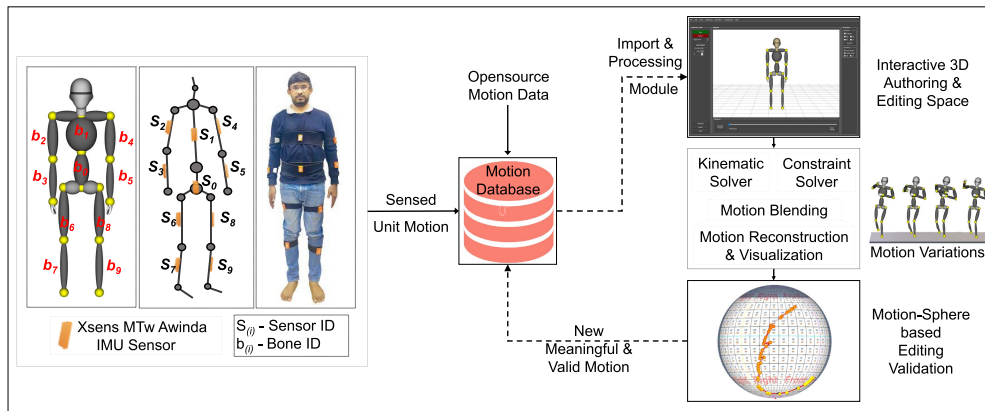 b₂
b₁
b₄
b₃
b₅
b₆
b₈
b₇
b₉
S₂
S₄
S₁
S₃
S₅
S₀
S₆
S₈
S₇
S₉
Xsens MTw Awinda
IMU Sensor
S(i) - Sensor ID
b(i) - Bone ID
Sensed
Unit Motion
Opensource
Motion Data
Motion
Database
Import &
Processing
Module
Interactive 3D
Authoring &
Editing Space
Kinematic
Solver
Constraint
Solver
Motion Blending
Motion Reconstruction
& Visualization
Motion Variations
New
Meaningful &
Valid Motion
Motion-Sphere
based
Editing
Validation